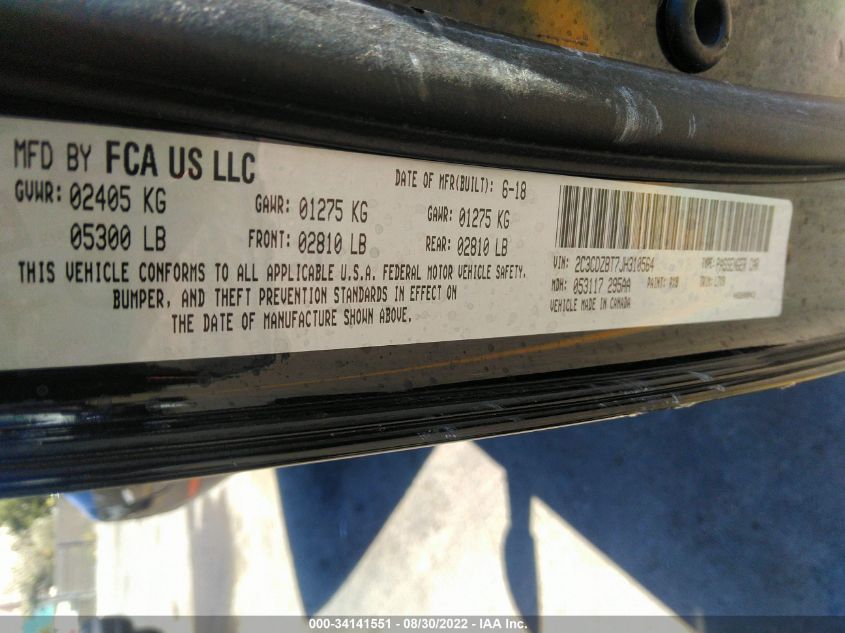 MFD BY FCA US LLC
DATE OF MFR(BUILT): 6-18
GVWR: 02405 KG GAWR: 01275 KG GAWR: 01275 KG
05300 LB FRONT: 02810 LB REAR: 02810 LB
THIS VEHICLE CONFORMS TO ALL APPLICABLE U.S.A. FEDERAL MOTOR VEHICLE SAFETY,
BUMPER, AND THEFT PREVENTION STANDARDS IN EFFECT ON
THE DATE OF MANUFACTURE SHOWN ABOVE.
VIN: 2C3CDZBT7JH310564 TYPE: PASSENGER CAR
MDH: 053117 295AA PAINT: TRIM:
VEHICLE MADE IN CANADA
000-34141551 - 08/30/2022 - IAA Inc.